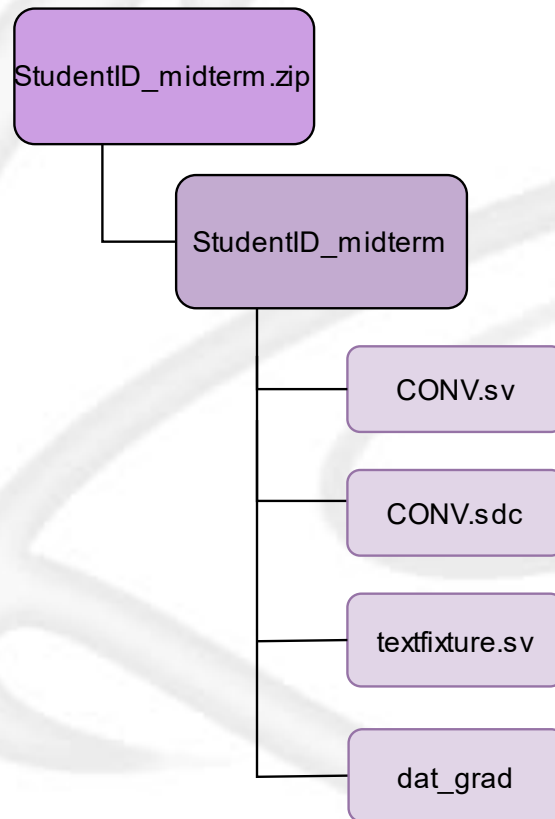 StudentID_midterm.zip
StudentID_midterm
CONV.sv
CONV.sdc
textfixture.sv
dat_grad